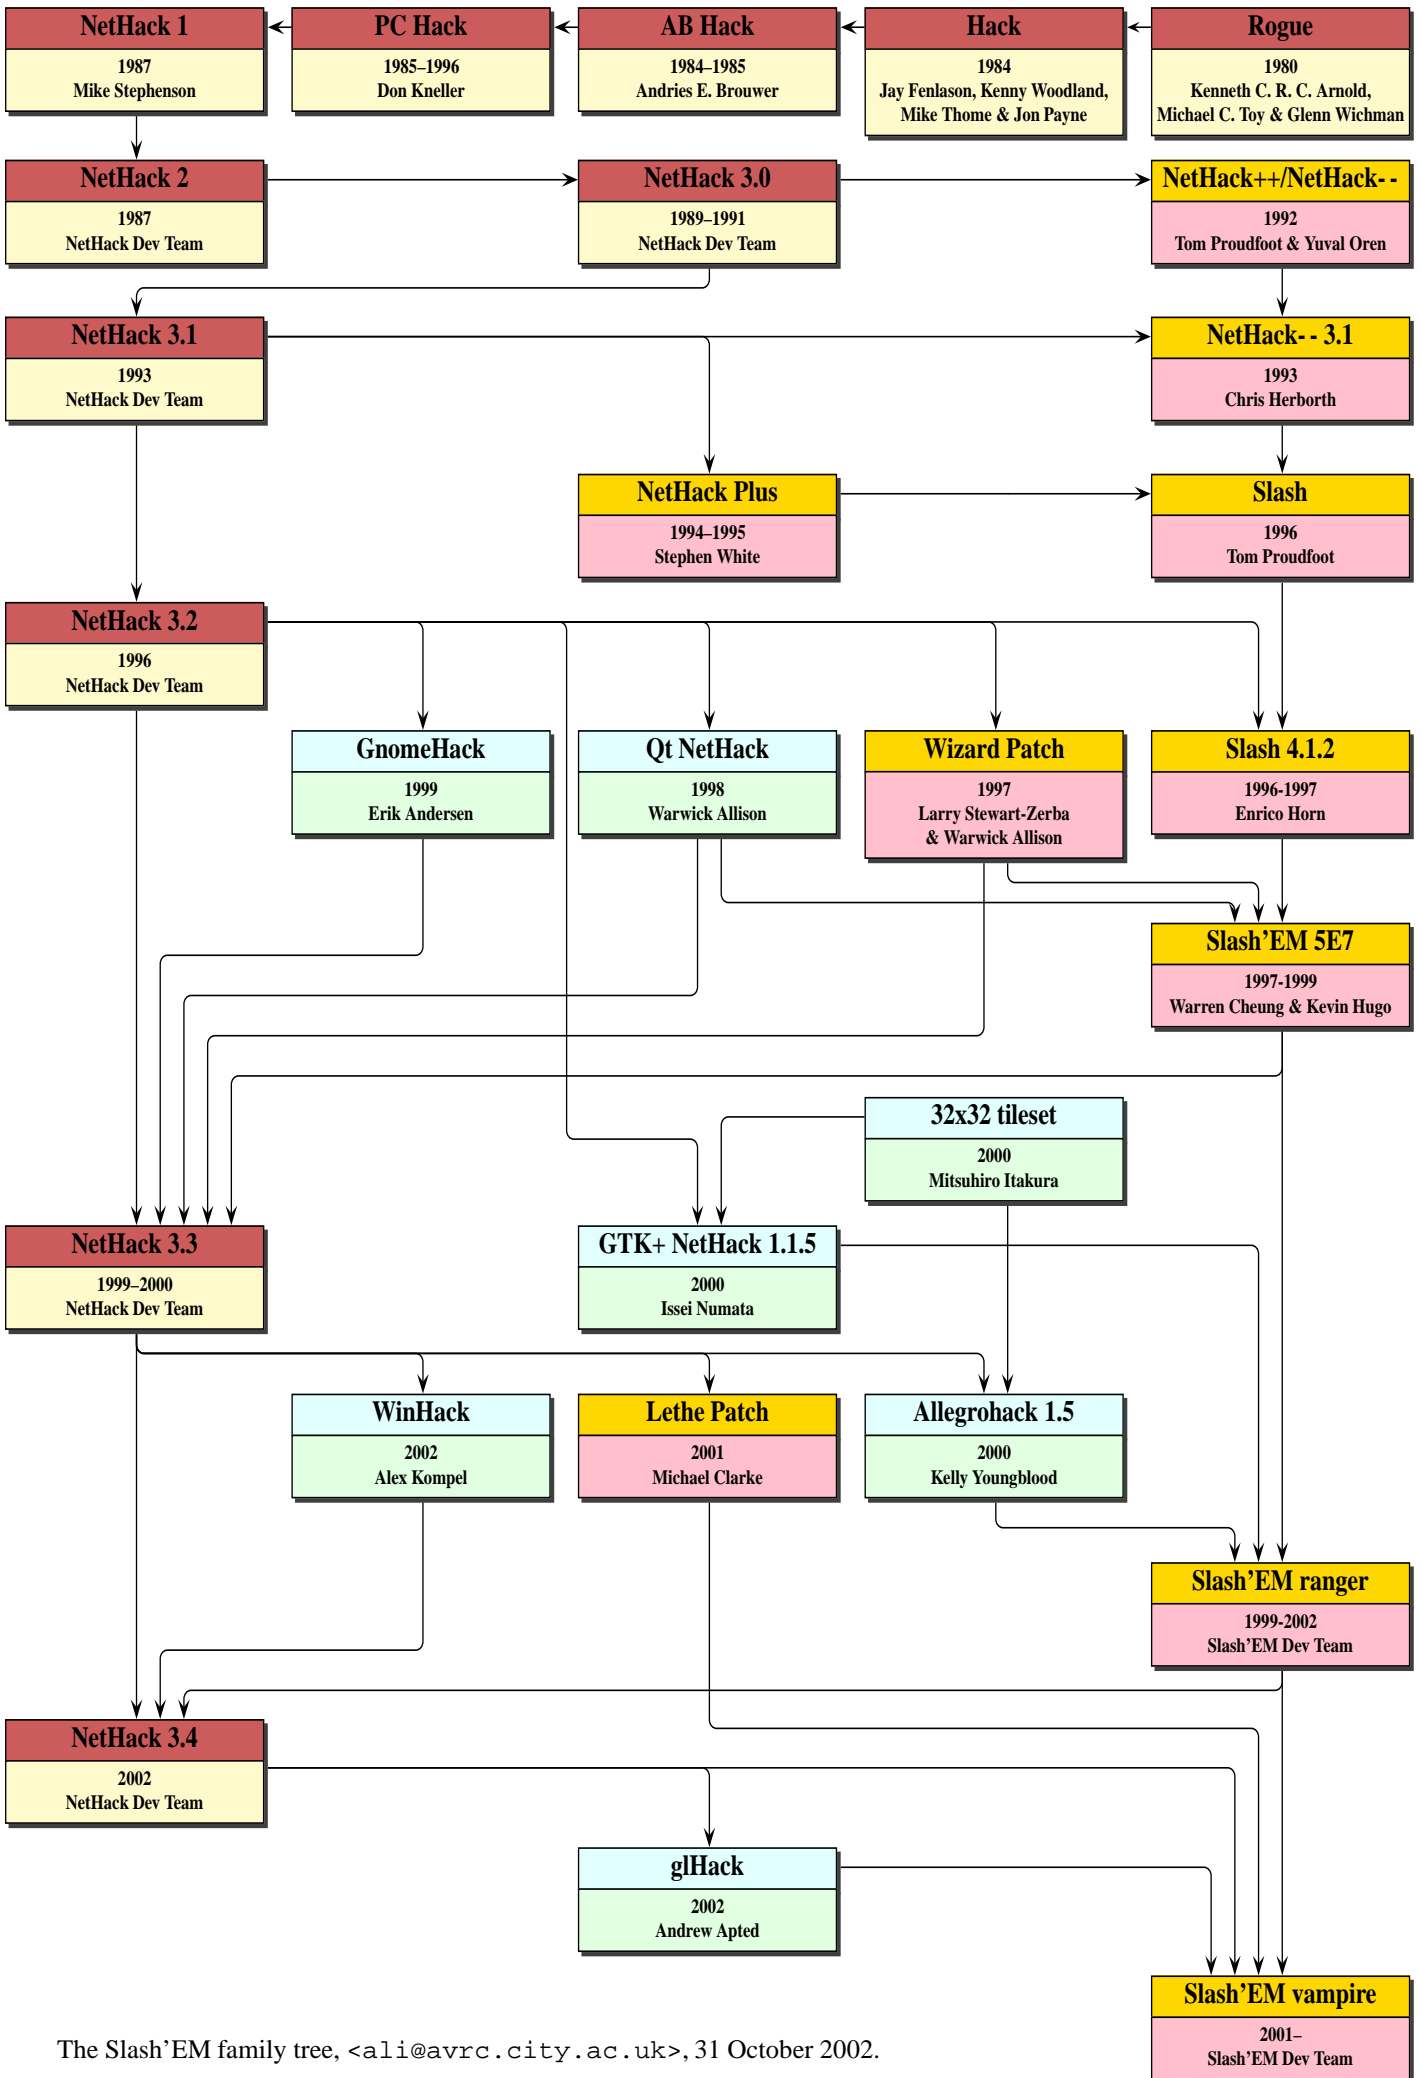 NetHack 1
1987
Mike Stephenson
PC Hack
1985–1996
Don Kneller
AB Hack
1984–1985
Andries E. Brouwer
Hack
1984
Jay Fenlason, Kenny Woodland,
Mike Thome & Jon Payne
Rogue
1980
Kenneth C. R. C. Arnold,
Michael C. Toy & Glenn Wichman
NetHack 2
1987
NetHack Dev Team
NetHack 3.0
1989–1991
NetHack Dev Team
NetHack++/NetHack--
1992
Tom Proudfoot & Yuval Oren
NetHack 3.1
1993
NetHack Dev Team
NetHack-- 3.1
1993
Chris Herborth
NetHack Plus
1994–1995
Stephen White
Slash
1996
Tom Proudfoot
NetHack 3.2
1996
NetHack Dev Team
GnomeHack
1999
Erik Andersen
Qt NetHack
1998
Warwick Allison
Wizard Patch
1997
Larry Stewart-Zerba
& Warwick Allison
Slash 4.1.2
1996-1997
Enrico Horn
Slash’EM 5E7
1997-1999
Warren Cheung & Kevin Hugo
32x32 tileset
2000
Mitsuhiro Itakura
NetHack 3.3
1999–2000
NetHack Dev Team
GTK+ NetHack 1.1.5
2000
Issei Numata
WinHack
2002
Alex Kompel
Lethe Patch
2001
Michael Clarke
Allegrohack 1.5
2000
Kelly Youngblood
Slash’EM ranger
1999-2002
Slash’EM Dev Team
NetHack 3.4
2002
NetHack Dev Team
glHack
2002
Andrew Apted
Slash’EM vampire
2001–
Slash’EM Dev Team
The Slash’EM family tree, <ali@avrc.city.ac.uk>, 31 October 2002.